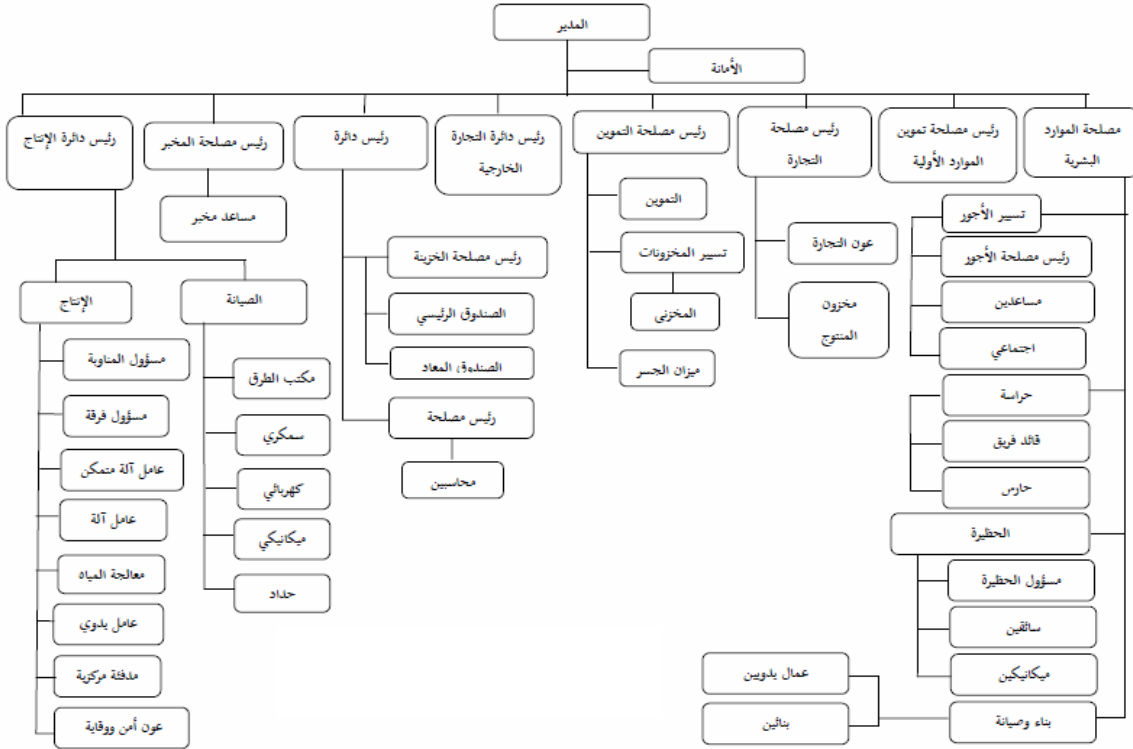 المدير
الأمانة
مصلحة الموارد
البشرية
رئيس مصلحة تموين
الموارد الأولية
رئيس مصلحة
التجارة
رئيس مصلحة التموين
رئيس دائرة التجارة
الخارجية
رئيس دائرة
رئيس مصلحة المخبر
رئيس دائرة الإنتاج
تسيير الأجور
رئيس مصلحة الأجور
مساعدين
اجتماعي
حراسة
قائد فريق
حارس
الحظيرة
مسؤول الحظيرة
سائقين
ميكانيكين
بناء وصيانة
عمال يدويين
بنائين
عون التجارة
مخزون
المنتوج
التموين
تسيير المخزونات
المخزنى
ميزان الجسر
رئيس مصلحة الخزينة
الصندوق الرئيسي
الصندوق المعاد
رئيس مصلحة
محاسبين
مساعد مخبر
الصيانة
مكتب الطرق
سمكري
كهربائي
ميكانيكي
حداد
الإنتاج
مسؤول المناوبة
مسؤول فرقة
عامل آلة متمكن
عامل آلة
معالجة المياه
عامل يدوي
مدفئة مركزية
عون أمن ووقاية